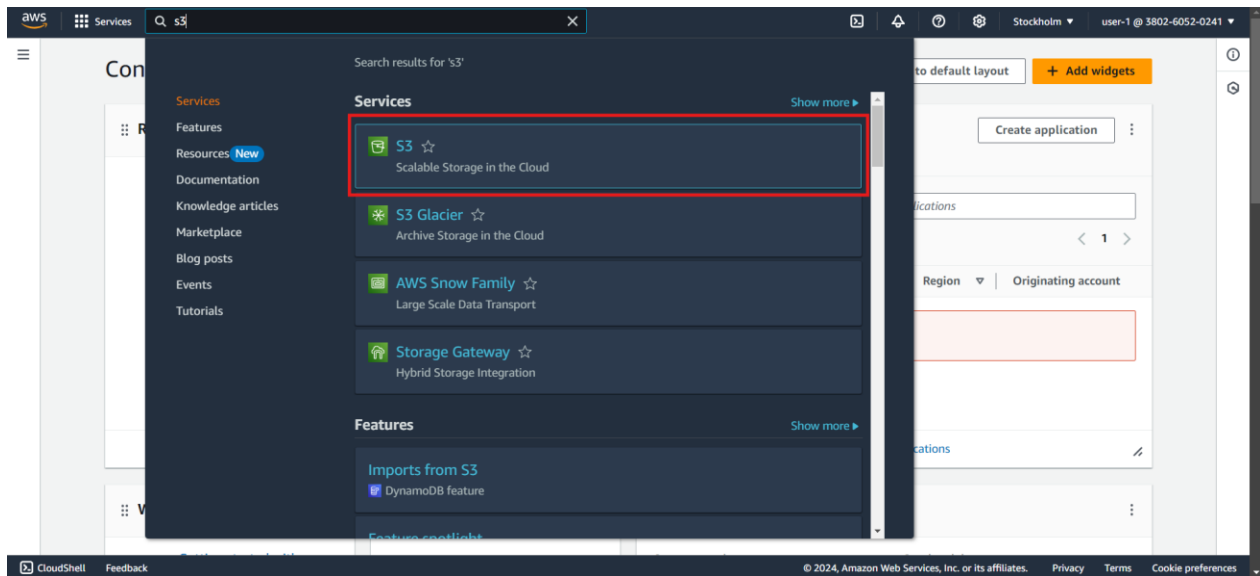 aws
Services
s3
Stockholm
user-1 @ 3802-6052-0241
Con
to default layout
+ Add widgets
Search results for 's3'
Services
Features
Resources New
Documentation
Knowledge articles
Marketplace
Blog posts
Events
Tutorials
Services
Show more
S3
Scalable Storage in the Cloud
S3 Glacier
Archive Storage in the Cloud
AWS Snow Family
Large Scale Data Transport
Storage Gateway
Hybrid Storage Integration
Features
Show more
Imports from S3
DynamoDB feature
Feature spotlight
R
Create application
lications
1
Region
Originating account
cations
W
CloudShell
Feedback
© 2024, Amazon Web Services, Inc. or its affiliates.
Privacy
Terms
Cookie preferences